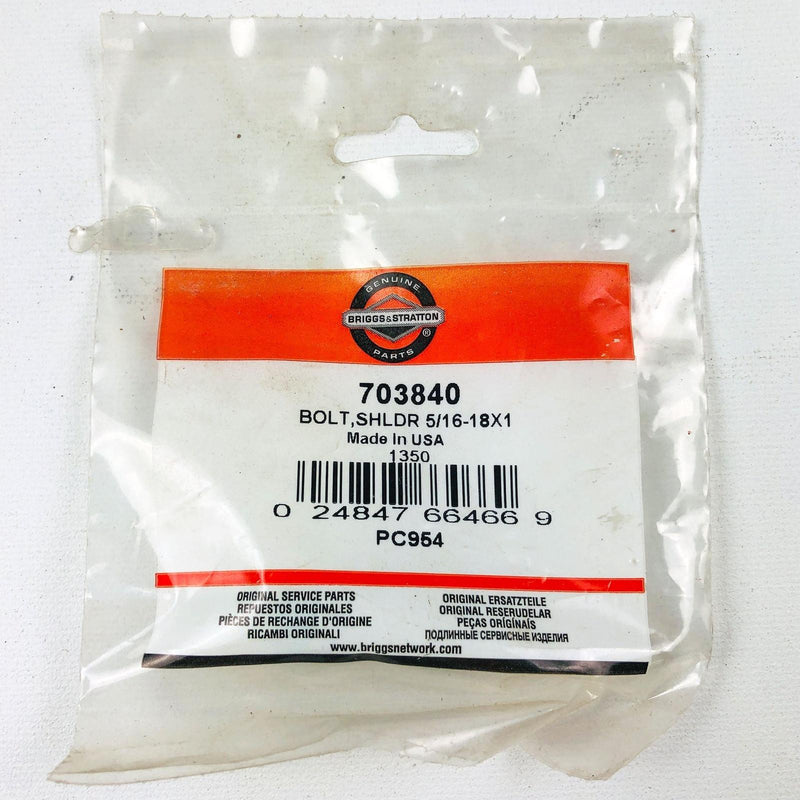 GENUINE
BRIGGS&STRATTON®
PARTS
703840
BOLT,SHLDR 5/16-18X1
Made In USA
1350
0 24847 66466 9
PC954
ORIGINAL SERVICE PARTS
REPUESTOS ORIGINALES
PIÈCES DE RECHANGE D'ORIGINE
RICAMBI ORIGINALI
ORIGINAL ERSATZTEILE
ORIGINAL RESERUDELAR
PEÇAS ORIGÍNAIS
ПОДЛИННЫЕ СЕРВИСНЫЕ ИЗДЕЛИЯ
www.briggsnetwork.com